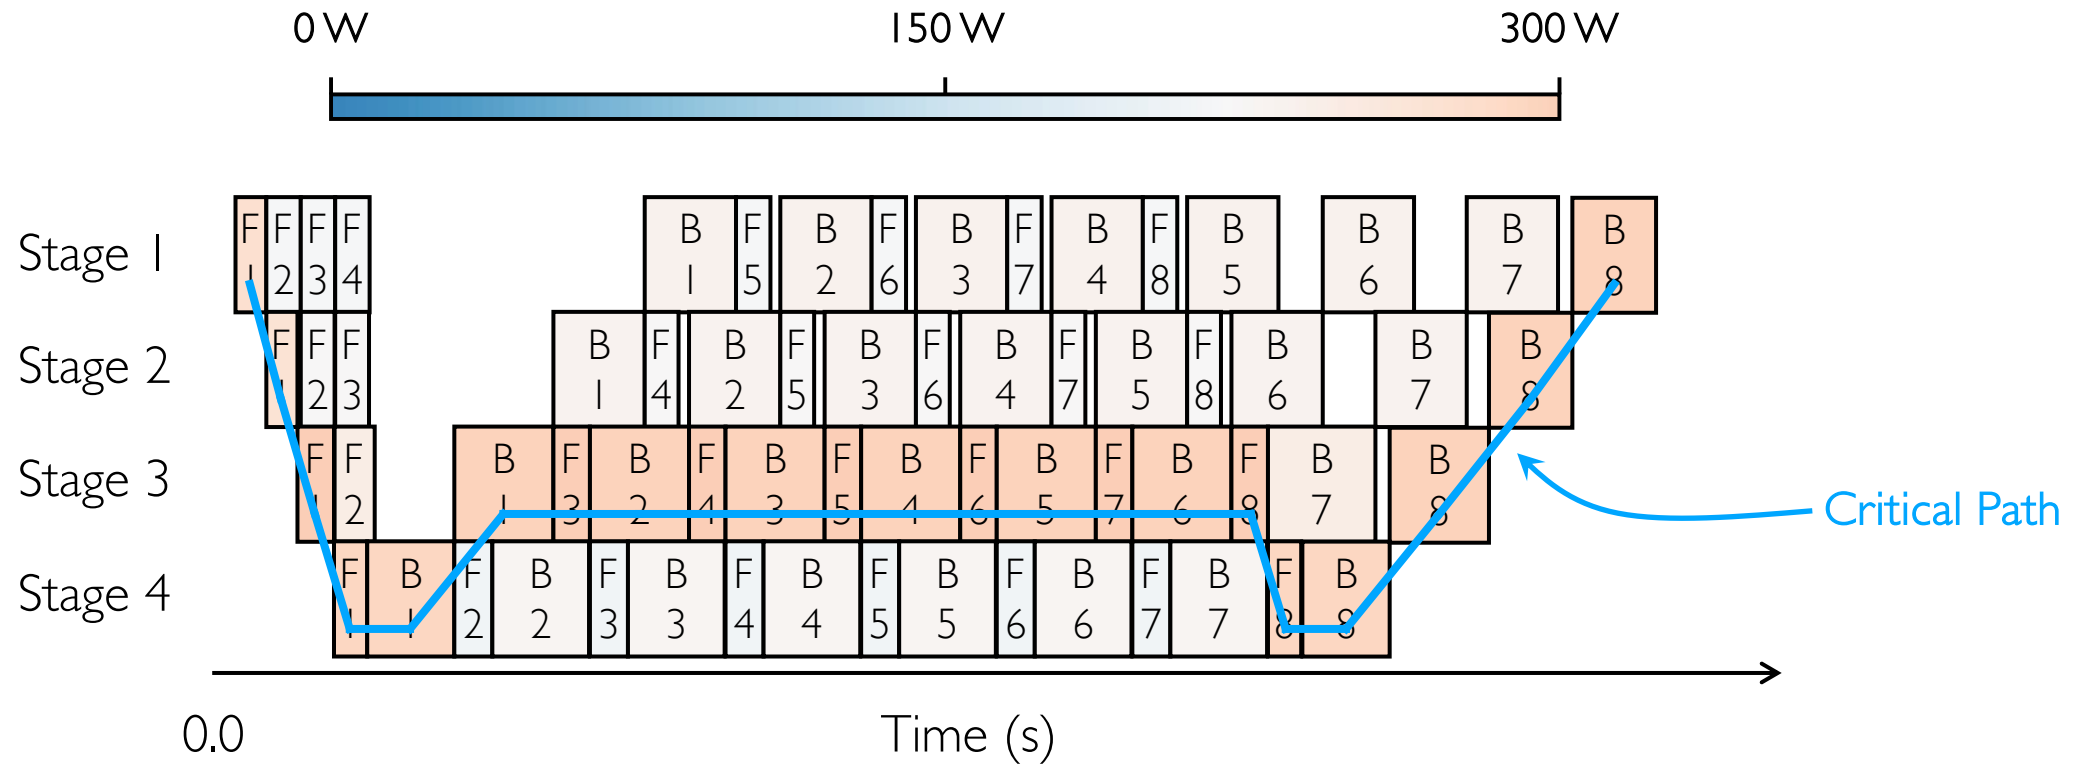 0 W 150 W 300 W
Stage 1
F F F F B F B F B F B F B B B B
1 2 3 4 1 5 2 6 3 7 4 8 5 6 7 8
Stage 2
F F F B F B F B F B F B F B B B
1 2 3 1 4 2 5 3 6 4 7 5 8 6 7 8
Stage 3
F F B F B F B F B F B F B F B B
1 2 1 3 2 4 3 5 4 6 5 7 6 8 7 8
Critical Path
Stage 4
F B F B F B F B F B F B F B F B
1 1 2 2 3 3 4 4 5 5 6 6 7 7 8 8
0.0 Time (s)